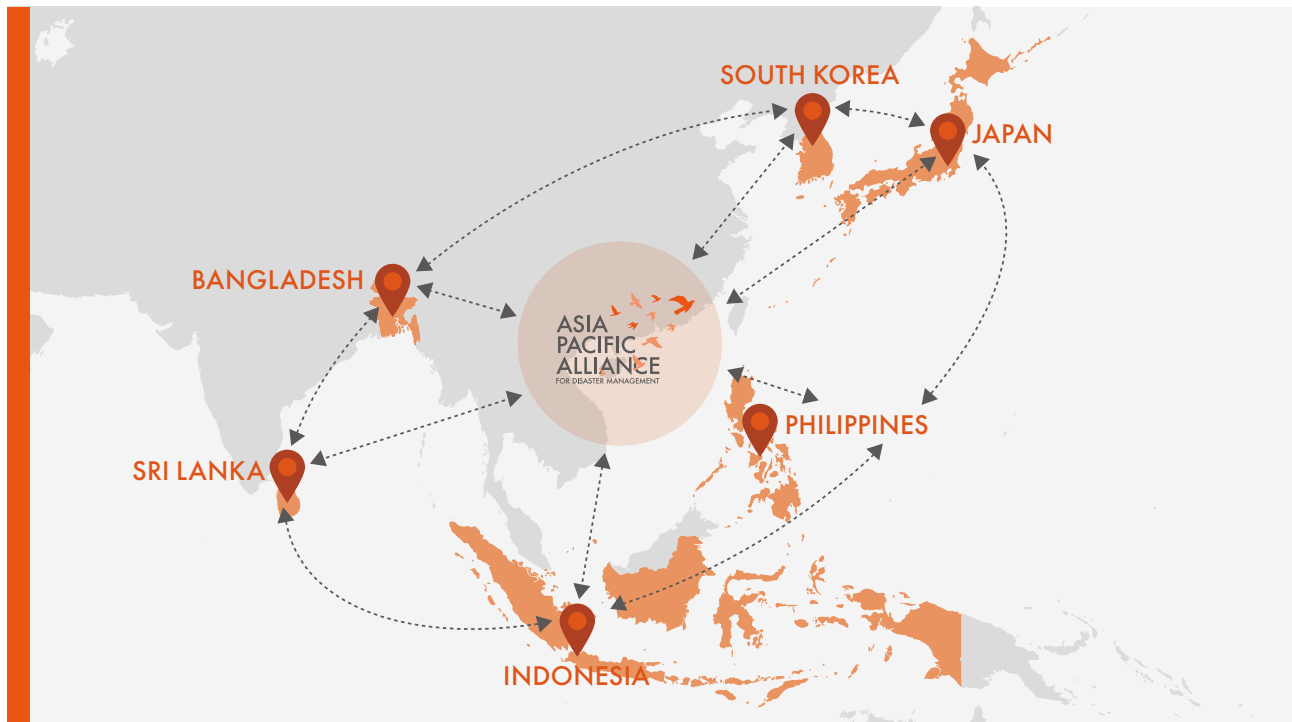 SOUTH KOREA
JAPAN
BANGLADESH
ASIA
PACIFIC
ALLIANCE
FOR DISASTER MANAGEMENT
PHILIPPINES
SRI LANKA
INDONESIA